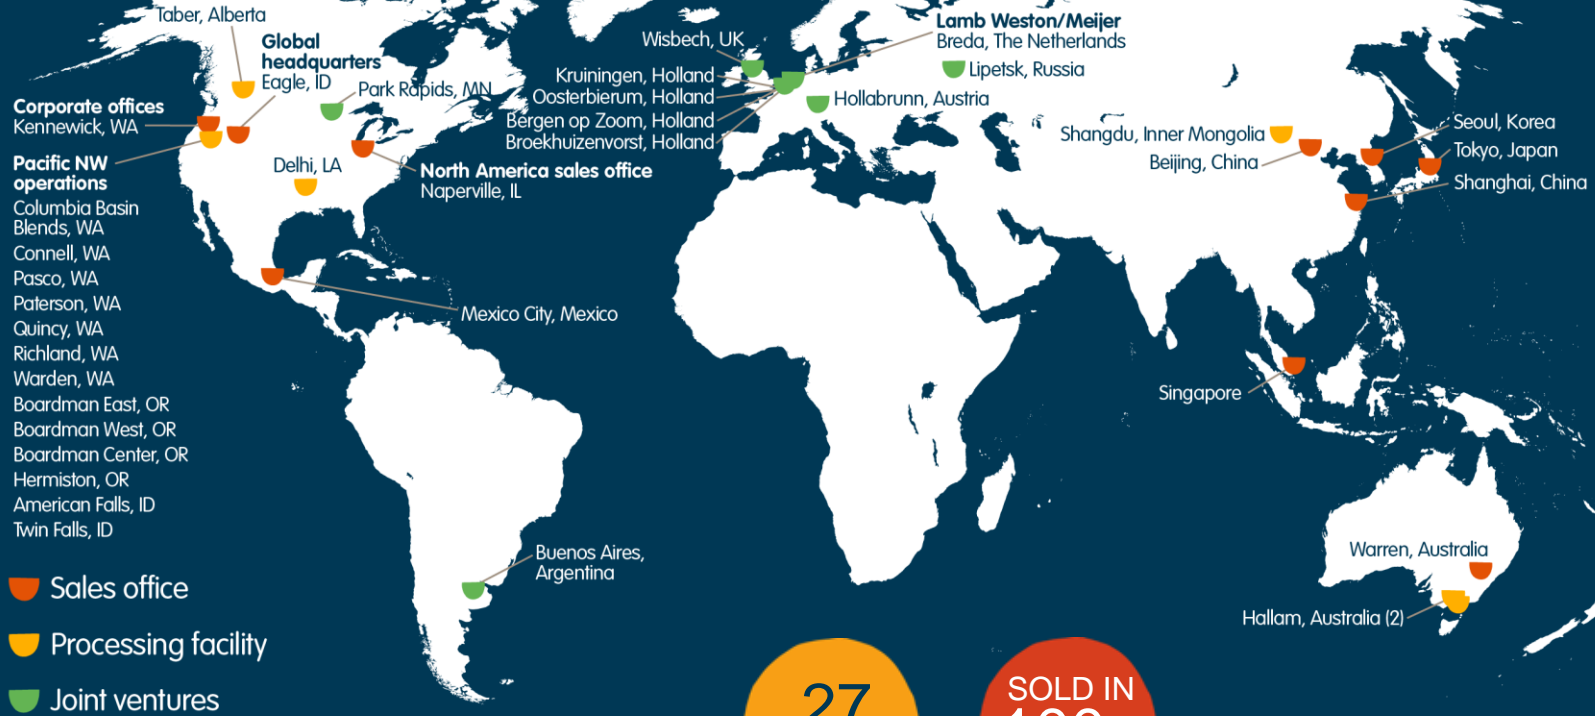 Taber, Alberta
Global
headquarters
Eagle, ID
Park Rapids, MN
Corporate offices
Kennewick, WA
Pacific NW
operations
Columbia Basin
Blends, WA
Connell, WA
Pasco, WA
Paterson, WA
Quincy, WA
Richland, WA
Warden, WA
Boardman East, OR
Boardman West, OR
Boardman Center, OR
Hermiston, OR
American Falls, ID
Twin Falls, ID
Delhi, LA
North America sales office
Naperville, IL
Mexico City, Mexico
Buenos Aires,
Argentina
Wisbech, UK
Kruiningen, Holland
Oosterbierum, Holland
Bergen op Zoom, Holland
Broekhuizenvorst, Holland
Lamb Weston/Meijer
Breda, The Netherlands
Lipetsk, Russia
Hollabrunn, Austria
Shangdu, Inner Mongolia
Beijing, China
Seoul, Korea
Tokyo, Japan
Shanghai, China
Singapore
Warren, Australia
Hallam, Australia (2)
Sales office
Processing facility
Joint ventures
27
SOLD IN